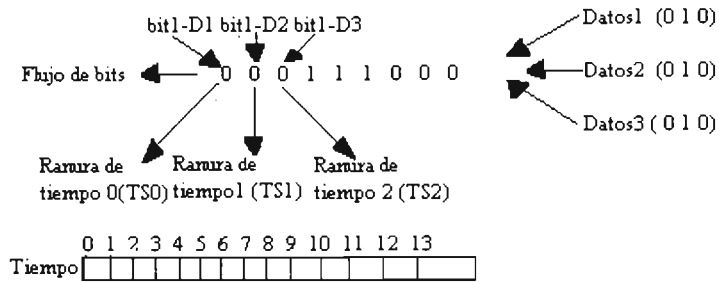 bit1-D1 bit1-D2 bit1-D3
Datos1 (0 1 0)
Flujo de bits 0 0 0 1 1 1 0 0 0
Datos2 (0 1 0)
Datos3 ( 0 1 0)
Ranura de tiempo 0(TS0)
Ranura de tiempo1 (TS1)
Ranura de tiempo 2 (TS2)
0 1 2 3 4 5 6 7 8 9 10 11 12 13
Tiempo